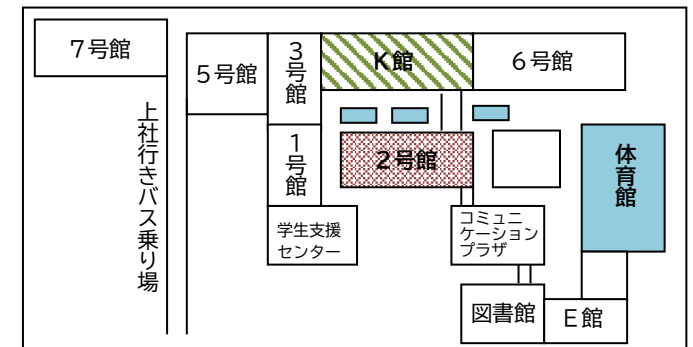 7号館
5号館
3号館
K館
6号館
上社行きバス乗り場
1号館
2号館
体育館
学生支援
センター
コミュニ
ケーション
プラザ
図書館
E館